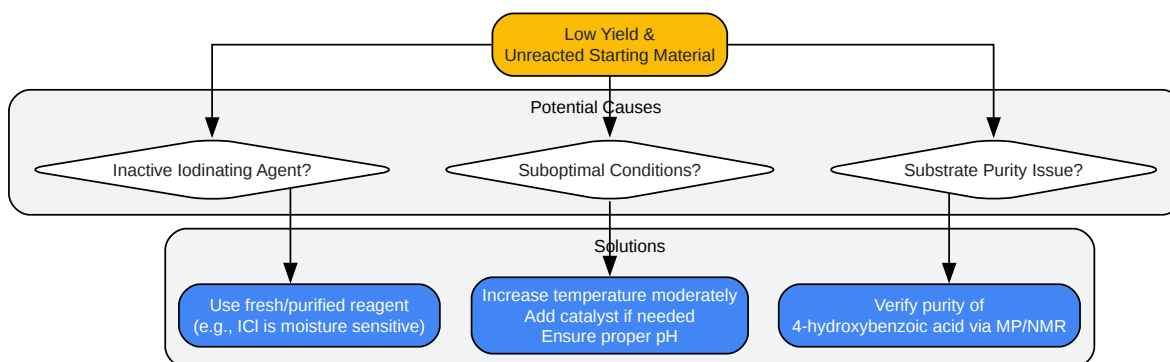 Low Yield &
Unreacted Starting Material
Potential Causes
Inactive Iodinating Agent?
Suboptimal Conditions?
Substrate Purity Issue?
Solutions
Use fresh/purified reagent
(e.g., ICl is moisture sensitive)
Increase temperature moderately
Add catalyst if needed
Ensure proper pH
Verify purity of
4-hydroxybenzoic acid via MP/NMR